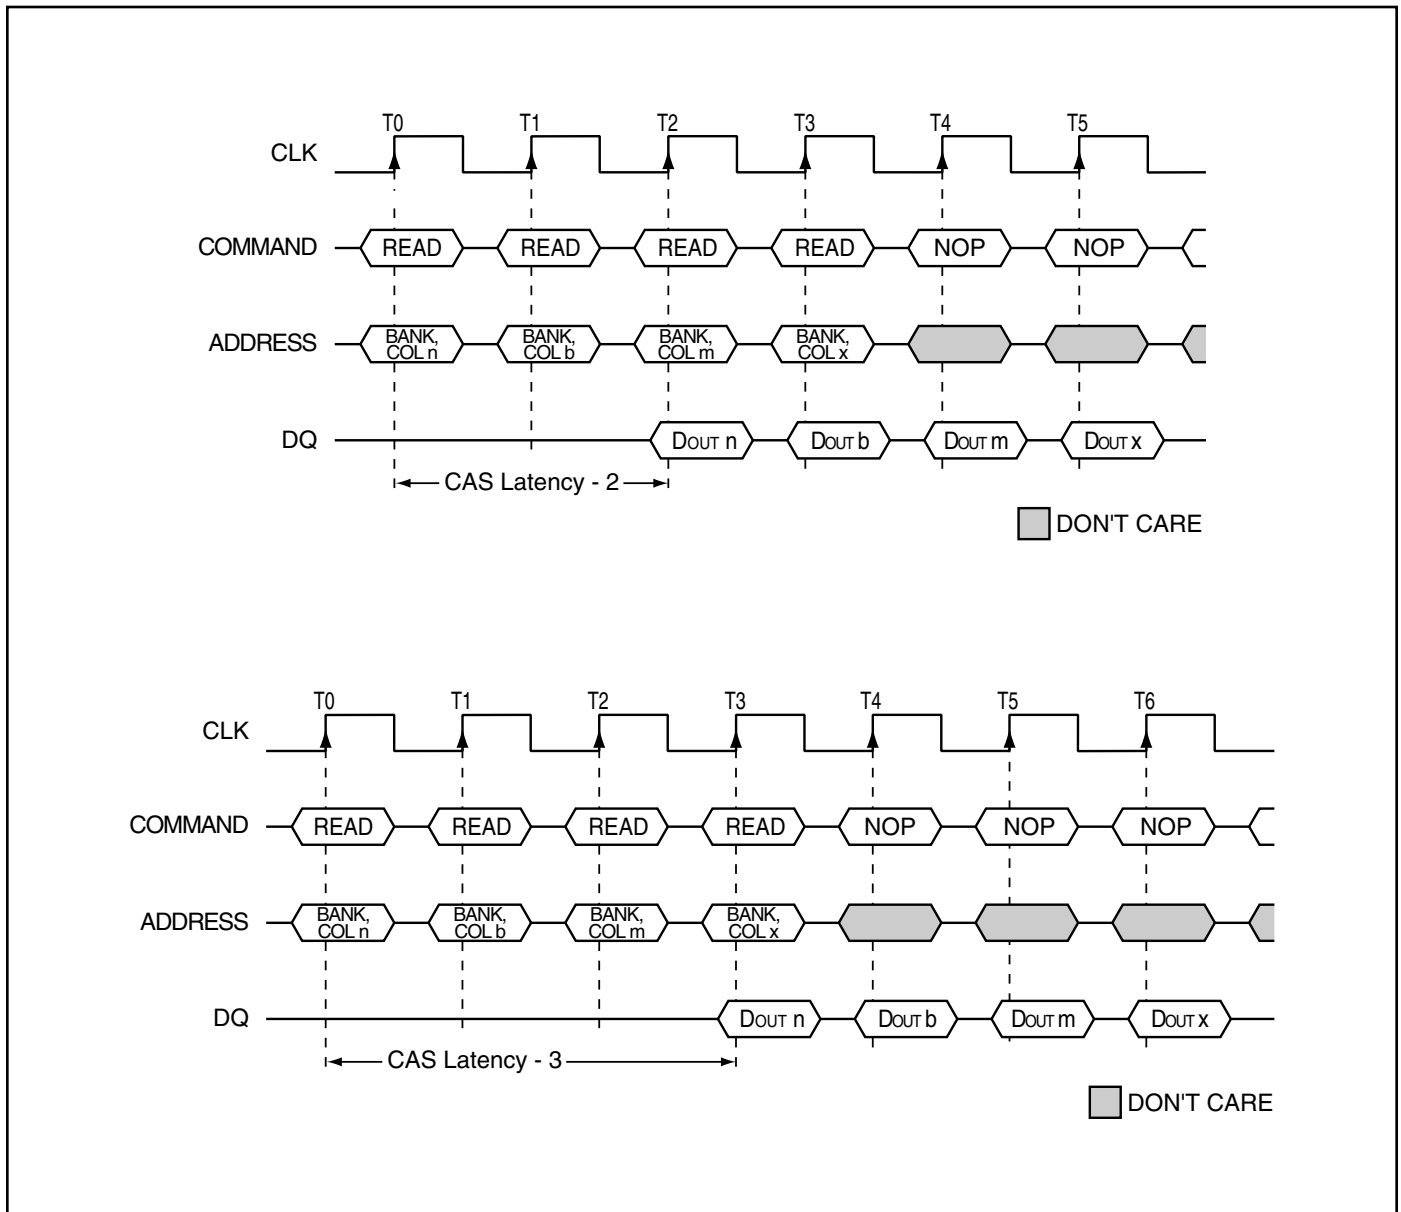 T0 T1 T2 T3 T4 T5
CLK
COMMAND READ READ READ READ NOP NOP
ADDRESS BANK, COL n BANK, COL b BANK, COL m BANK, COL x
DQ DOUT n DOUT b DOUT m DOUT x
CAS Latency - 2
DON'T CARE
T0 T1 T2 T3 T4 T5 T6
CLK
COMMAND READ READ READ READ NOP NOP NOP
ADDRESS BANK, COL n BANK, COL b BANK, COL m BANK, COL x
DQ DOUT n DOUT b DOUT m DOUT x
CAS Latency - 3
DON'T CARE